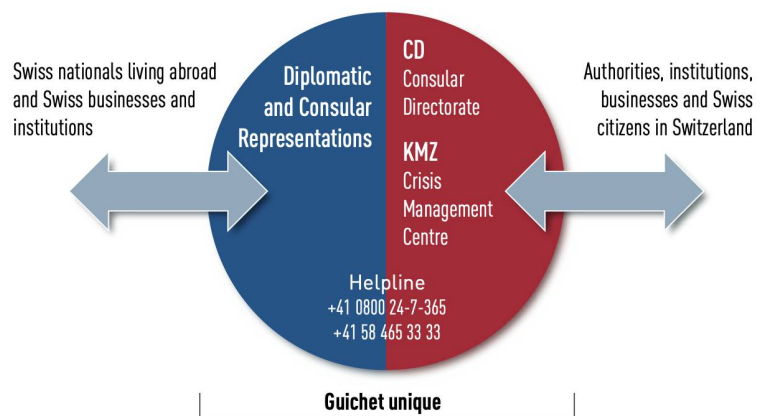 Swiss nationals living abroad
and Swiss businesses and
institutions
Diplomatic
and Consular
Representations
CD
Consular
Directorate
KMZ
Crisis
Management
Centre
Authorities, institutions,
businesses and Swiss
citizens in Switzerland
Helpline
+41 0800 24-7-365
+41 58 465 33 33
Guichet unique